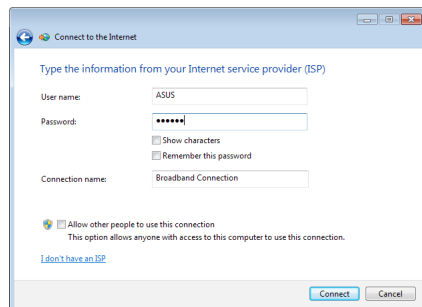 Connect to the Internet
Type the information from your Internet service provider (ISP)
User name: ASUS
Password: ••••••
Show characters
Remember this password
Connection name: Broadband Connection
Allow other people to use this connection
This option allows anyone with access to this computer to use this connection.
I don't have an ISP
Connect Cancel